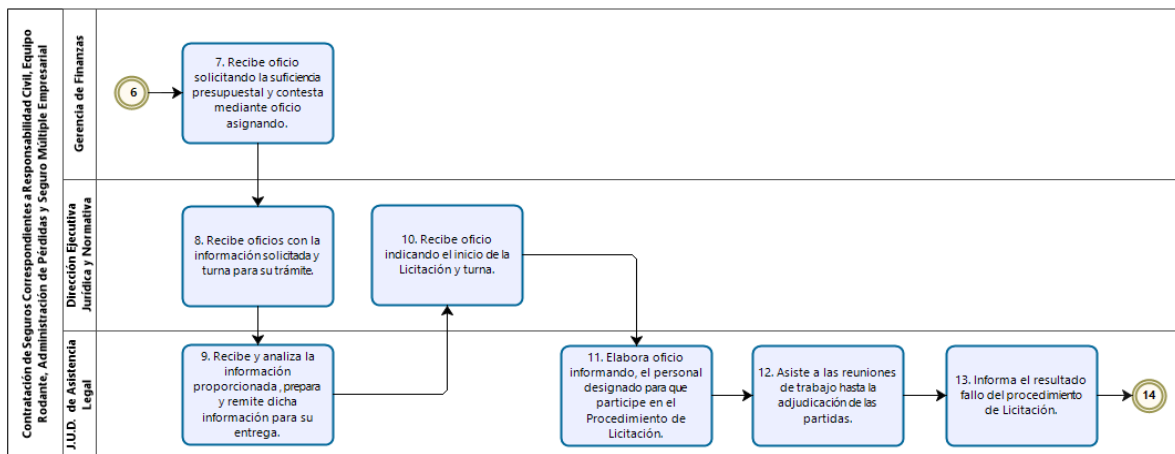 Contratación de Seguros Correspondientes a Responsabilidad Civil, Equipo
Rodante, Administración de Pérdidas y Seguro Múltiple Empresarial
Gerencia de Finanzas
6
7. Recibe oficio
solicitando la suficiencia
presupuestal y contesta
mediante oficio
asignando.
Dirección Ejecutiva
Jurídica y Normativa
8. Recibe oficios con la
información solicitada y
turna para su trámite.
10. Recibe oficio
indicando el inicio de la
Licitación y turna.
J.U.D. de Asistencia
Legal
9. Recibe y analiza la
información
proporcionada, prepara
y remite dicha
información para su
entrega.
11. Elabora oficio
informando, el personal
designado para que
participe en el
Procedimiento de
Licitación.
12. Asiste a las reuniones
de trabajo hasta la
adjudicación de las
partidas.
13. Informa el resultado
fallo del procedimiento
de Licitación.
14